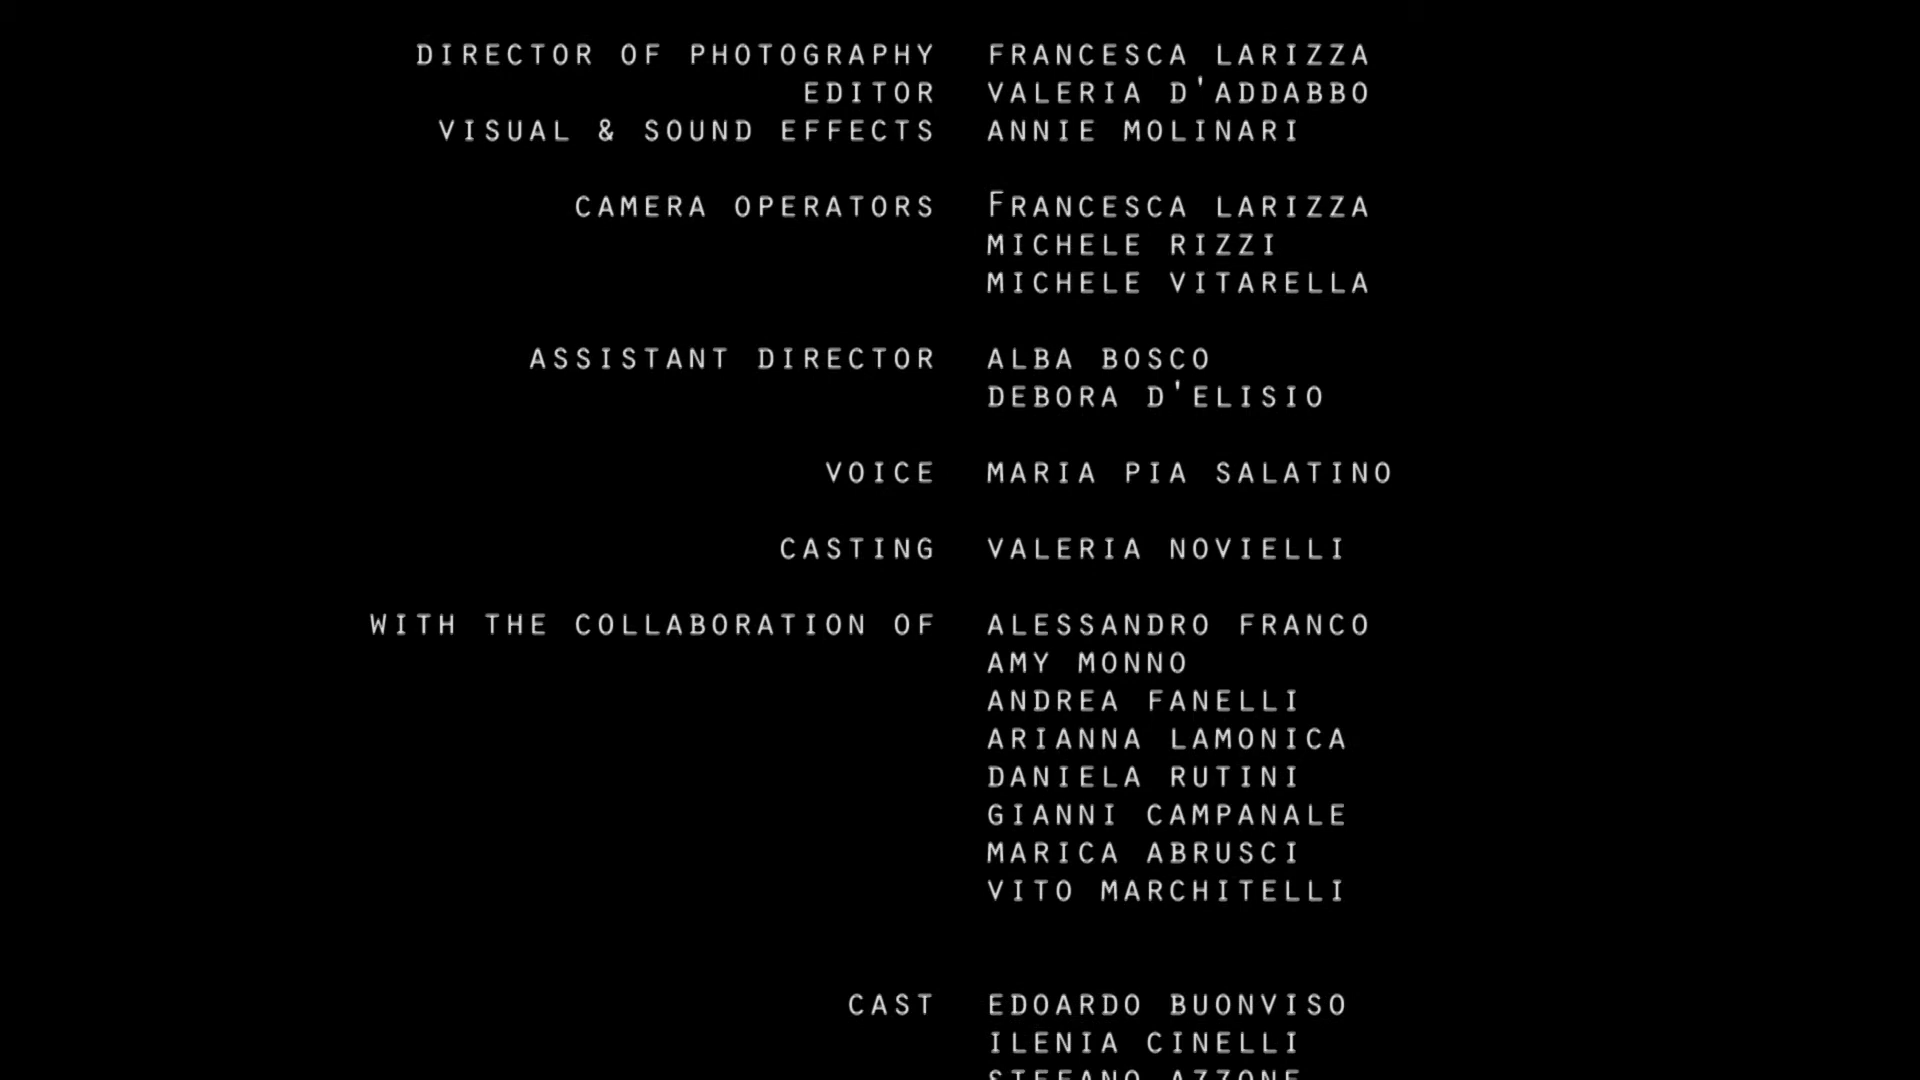 DIRECTOR OF PHOTOGRAPHY FRANCESCA LARIZZA
EDITOR VALERIA D'ADDABBO
VISUAL & SOUND EFFECTS ANNIE MOLINARI
CAMERA OPERATORS FRANCESCA LARIZZA
MICHELE RIZZI
MICHELE VITARELLA
ASSISTANT DIRECTOR ALBA BOSCO
DEBORA D'ELISIO
VOICE MARIA PIA SALATINO
CASTING VALERIA NOVIELLI
WITH THE COLLABORATION OF ALESSANDRO FRANCO
AMY MONNO
ANDREA FANELLI
ARIANNA LAMONICA
DANIELA RUTINI
GIANNI CAMPANALE
MARICA ABRUSCI
VITO MARCHITELLI
CAST EDOARDO BUONVISO
ILENIA CINELLI
STEFANO AZZONE